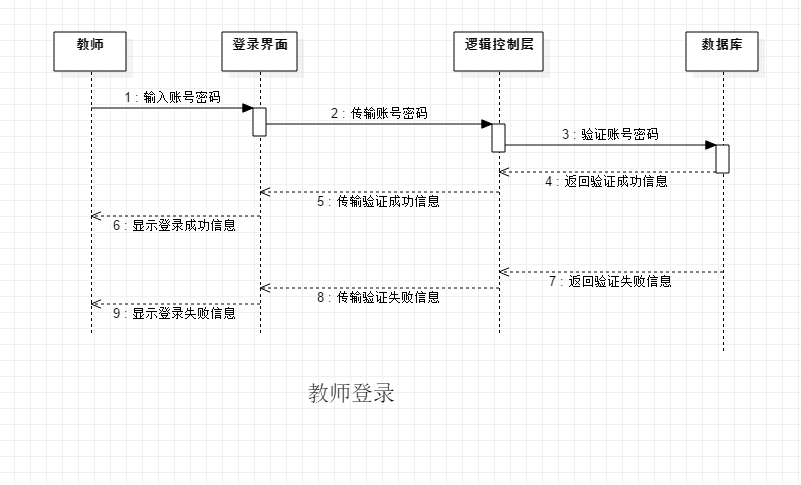 教师
登录界面
逻辑控制层
数据库
1 : 输入账号密码
2 : 传输账号密码
3 : 验证账号密码
4 : 返回验证成功信息
5 : 传输验证成功信息
6 : 显示登录成功信息
7 : 返回验证失败信息
8 : 传输验证失败信息
9 : 显示登录失败信息
教师登录